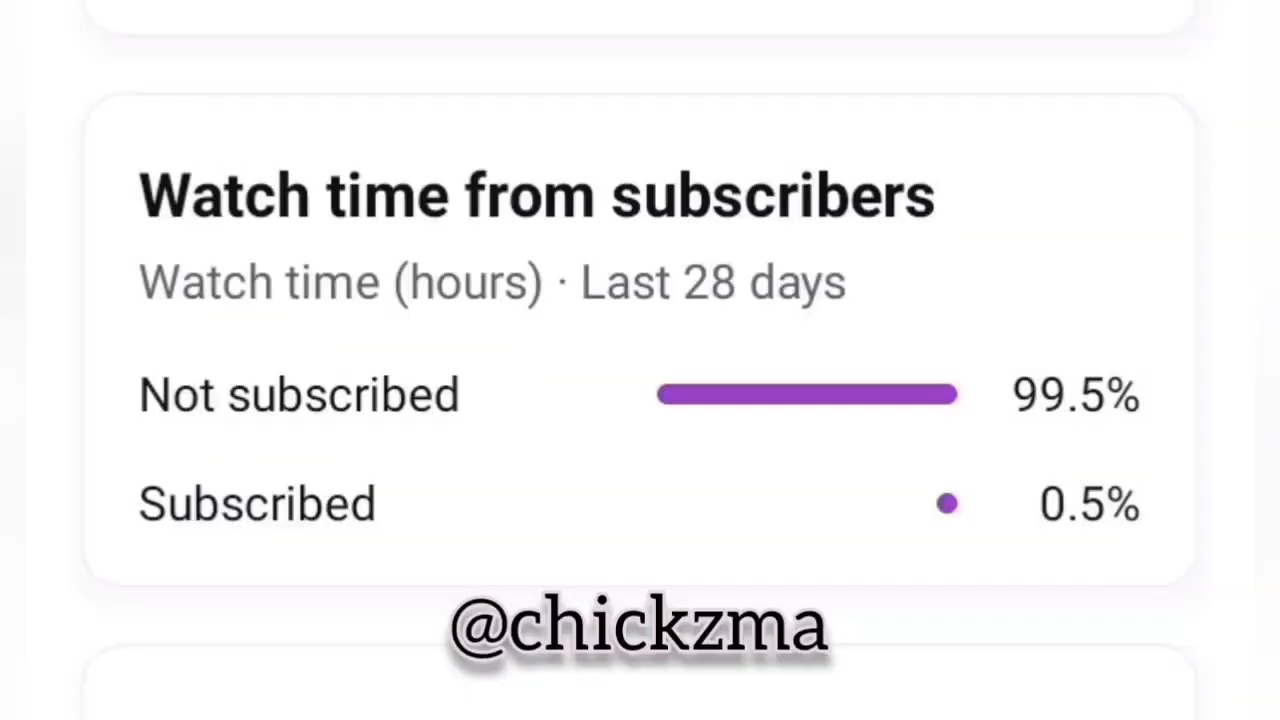 Watch time from subscribers
Watch time (hours) · Last 28 days
Not subscribed 99.5%
Subscribed 0.5%
@chickzma